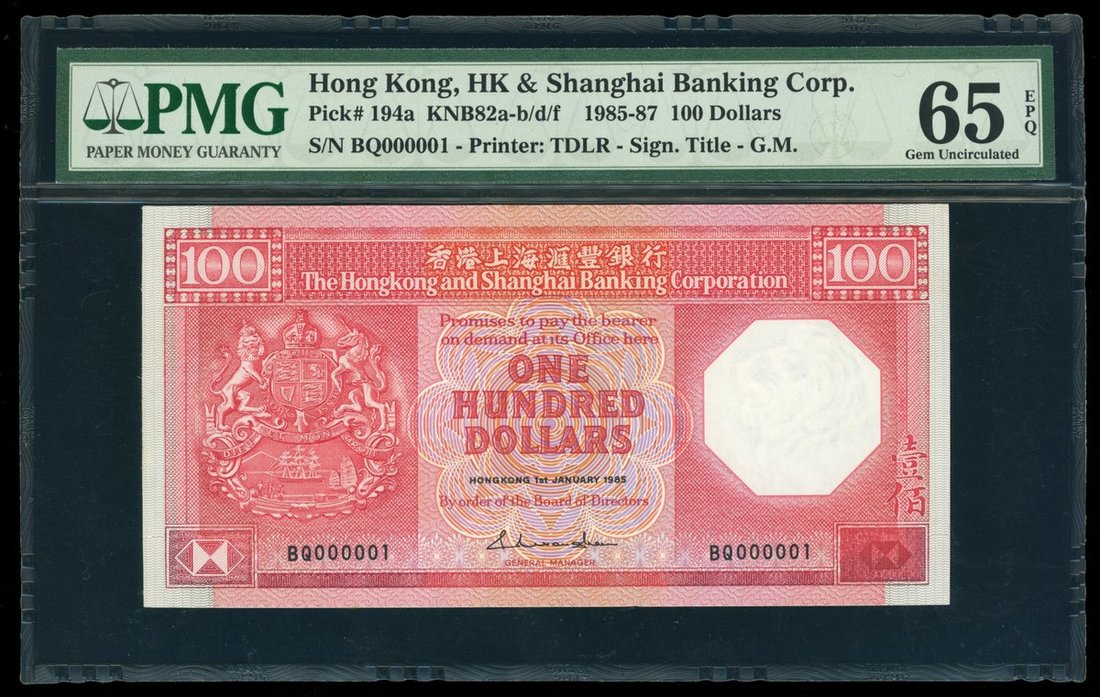 PMG
PAPER MONEY GUARANTY
Hong Kong, HK & Shanghai Banking Corp.
Pick# 194a KNB82a-b/d/f 1985-87 100 Dollars
S/N BQ000001 - Printer: TDLR - Sign. Title - G.M.
65
EPQ
Gem Uncirculated
100
香港上海滙豐銀行
100
The Hongkong and Shanghai Banking Corporation
Promises to pay the bearer
on demand at its Office here
ONE
HUNDRED
DOLLARS
HONGKONG 1st JANUARY 1985
By order of the Board of Directors
壹佰
BQ000001
BQ000001
GENERAL MANAGER